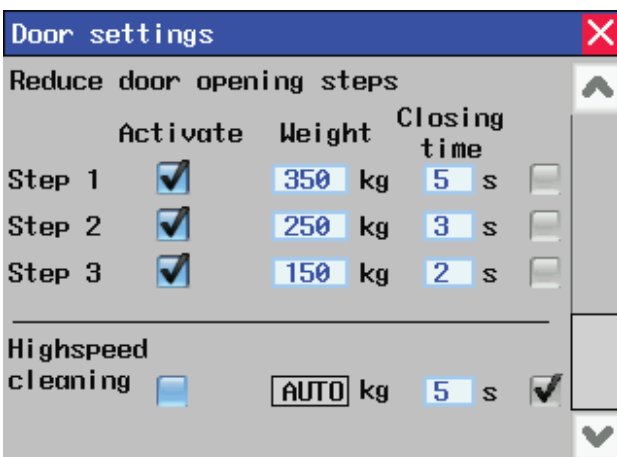 Door settings
Reduce door opening steps
Activate Weight Closing time
Step 1 350 kg 5 s
Step 2 250 kg 3 s
Step 3 150 kg 2 s
Highspeed
cleaning AUTO kg 5 s